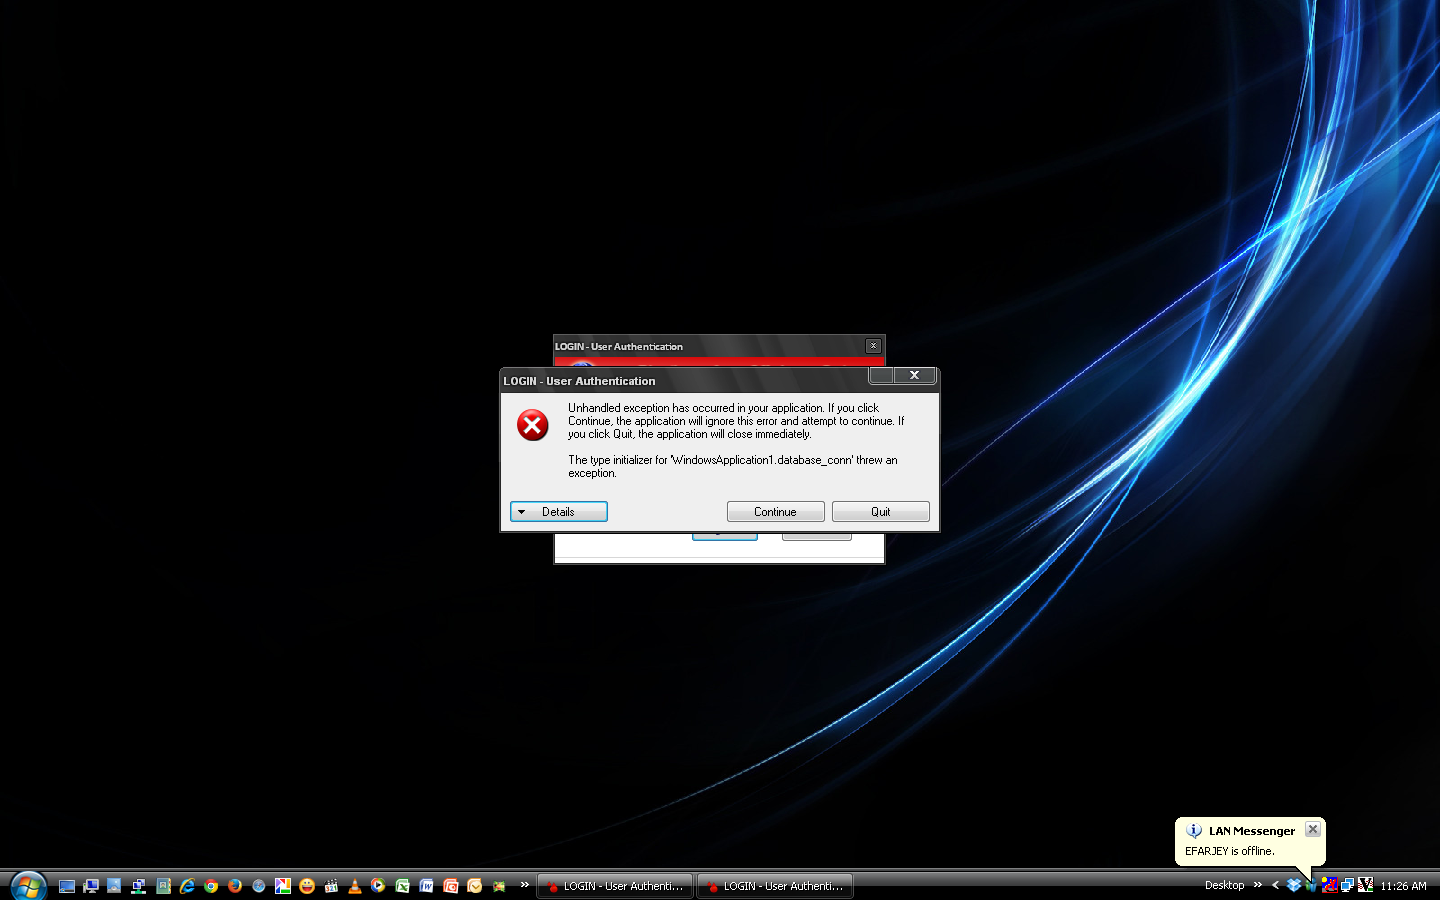 LOGIN - User Authentication
LOGIN - User Authentication
Unhandled exception has occurred in your application. If you click
Continue, the application will ignore this error and attempt to continue. If
you click Quit, the application will close immediately.
The type initializer for 'WindowsApplication1.database_conn' threw an
exception.
Details
Continue
Quit
LAN Messenger
EFARJEY is offline.
LOGIN - User Authenti...
LOGIN - User Authenti...
Desktop
11:26 AM